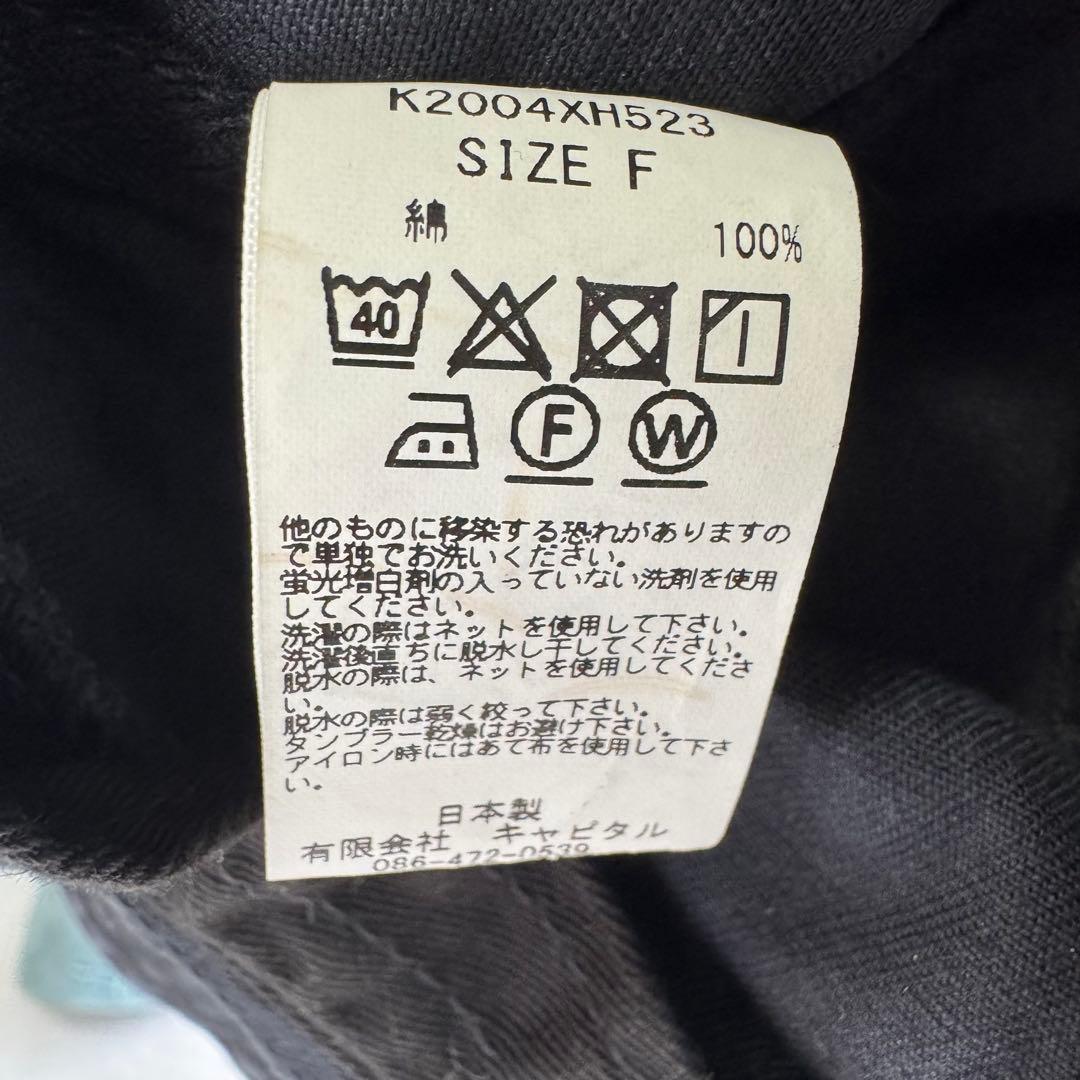 K2004XH523
SIZE F
綿 100%
40
F W
他のものに移染する恐れがありますの
で単独でお洗いください。
蛍光増白剤の入っていない洗剤を使用
してください。
洗濯の際はネットを使用して下さい。
洗濯後直ちに脱水し干してください。
脱水の際は、ネットを使用してくださ
い。
脱水の際は弱く絞って下さい。
タンブラー乾燥はお避け下さい。
アイロン時にはあて布を使用して下さ
い。
日本製
有限会社 キャピタル
086-472-0539